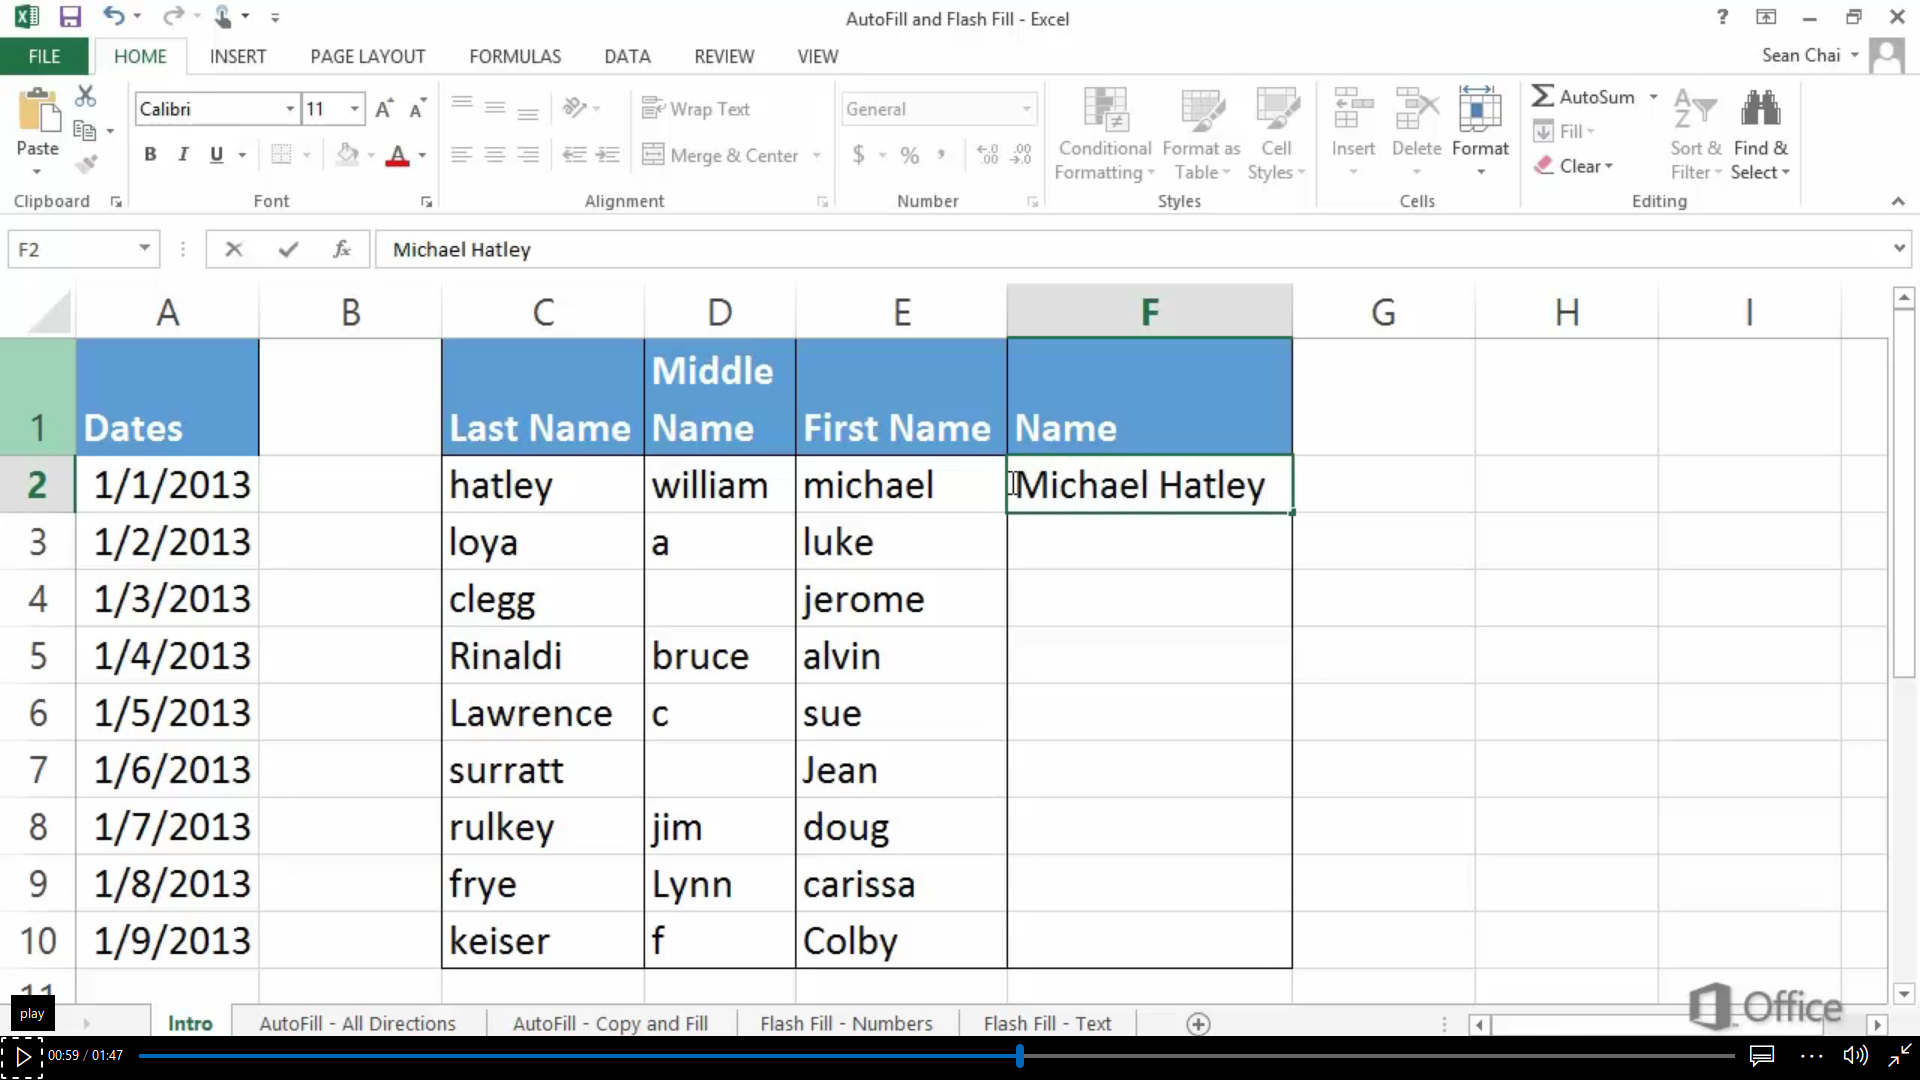 AutoFill and Flash Fill - Excel
?
FILE HOME INSERT PAGE LAYOUT FORMULAS DATA REVIEW VIEW Sean Chai
Paste
Clipboard
Calibri 11 A A
B I U A
Font
Wrap Text
Merge & Center
Alignment
General
$ % , .0 .00 .00 .0
Number
Conditional Formatting
Format as Table
Cell Styles
Styles
Insert Delete Format
Cells
Σ AutoSum
Fill
Clear
A Z
Sort & Filter
Find & Select
Editing
F2 fx Michael Hatley
A B C D E F G H I
1 Dates Last Name Middle Name First Name Name
2 1/1/2013 hatley william michael Michael Hatley
3 1/2/2013 loya a luke
4 1/3/2013 clegg jerome
5 1/4/2013 Rinaldi bruce alvin
6 1/5/2013 Lawrence c sue
7 1/6/2013 surratt Jean
8 1/7/2013 rulkey jim doug
9 1/8/2013 frye Lynn carissa
10 1/9/2013 keiser f Colby
11
play
Intro AutoFill - All Directions AutoFill - Copy and Fill Flash Fill - Numbers Flash Fill - Text
Office
00:59 / 01:47